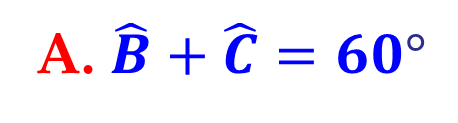 A. B̂ + Ĉ = 60°